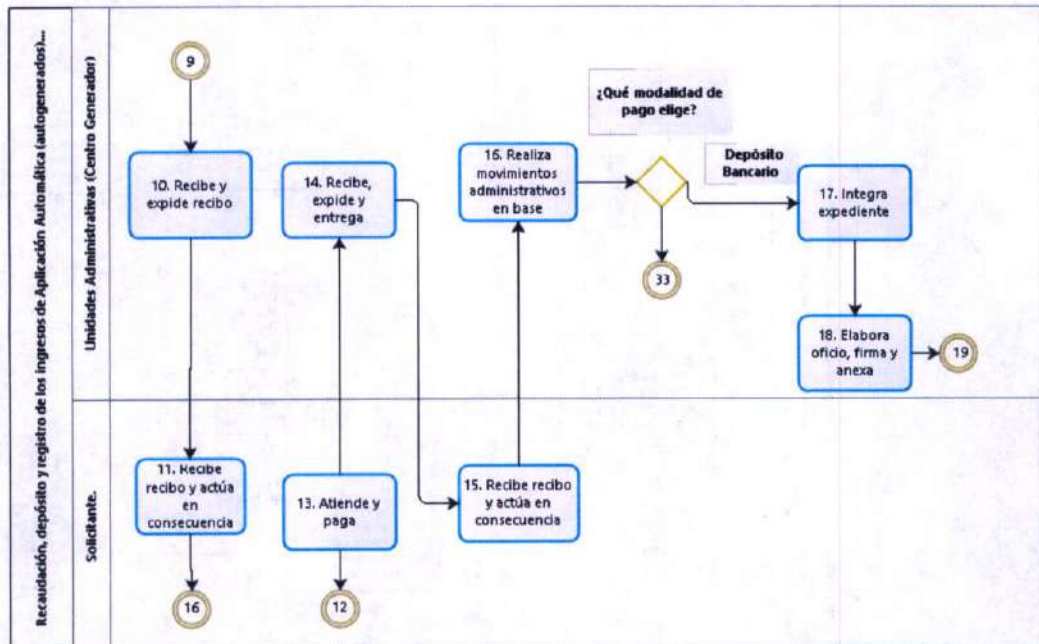 Recaudación, depósito y registro de los ingresos de Aplicación Automática (autogenerados)...
Unidades Administrativas (Centro Generador)
9
10. Recibe y
expide recibo
14. Recibe,
expide y
entrega
16. Realiza
movimientos
administrativos
en base
¿Qué modalidad de
pago elige?
Depósito
Bancario
33
17. Integra
expediente
18. Elabora
oficio, firma y
anexa
19
Solicitante.
11. Recibe
recibo y actúa
en
consecuencia
16
13. Atiende y
paga
12
15. Recibe recibo
y actúa en
consecuencia